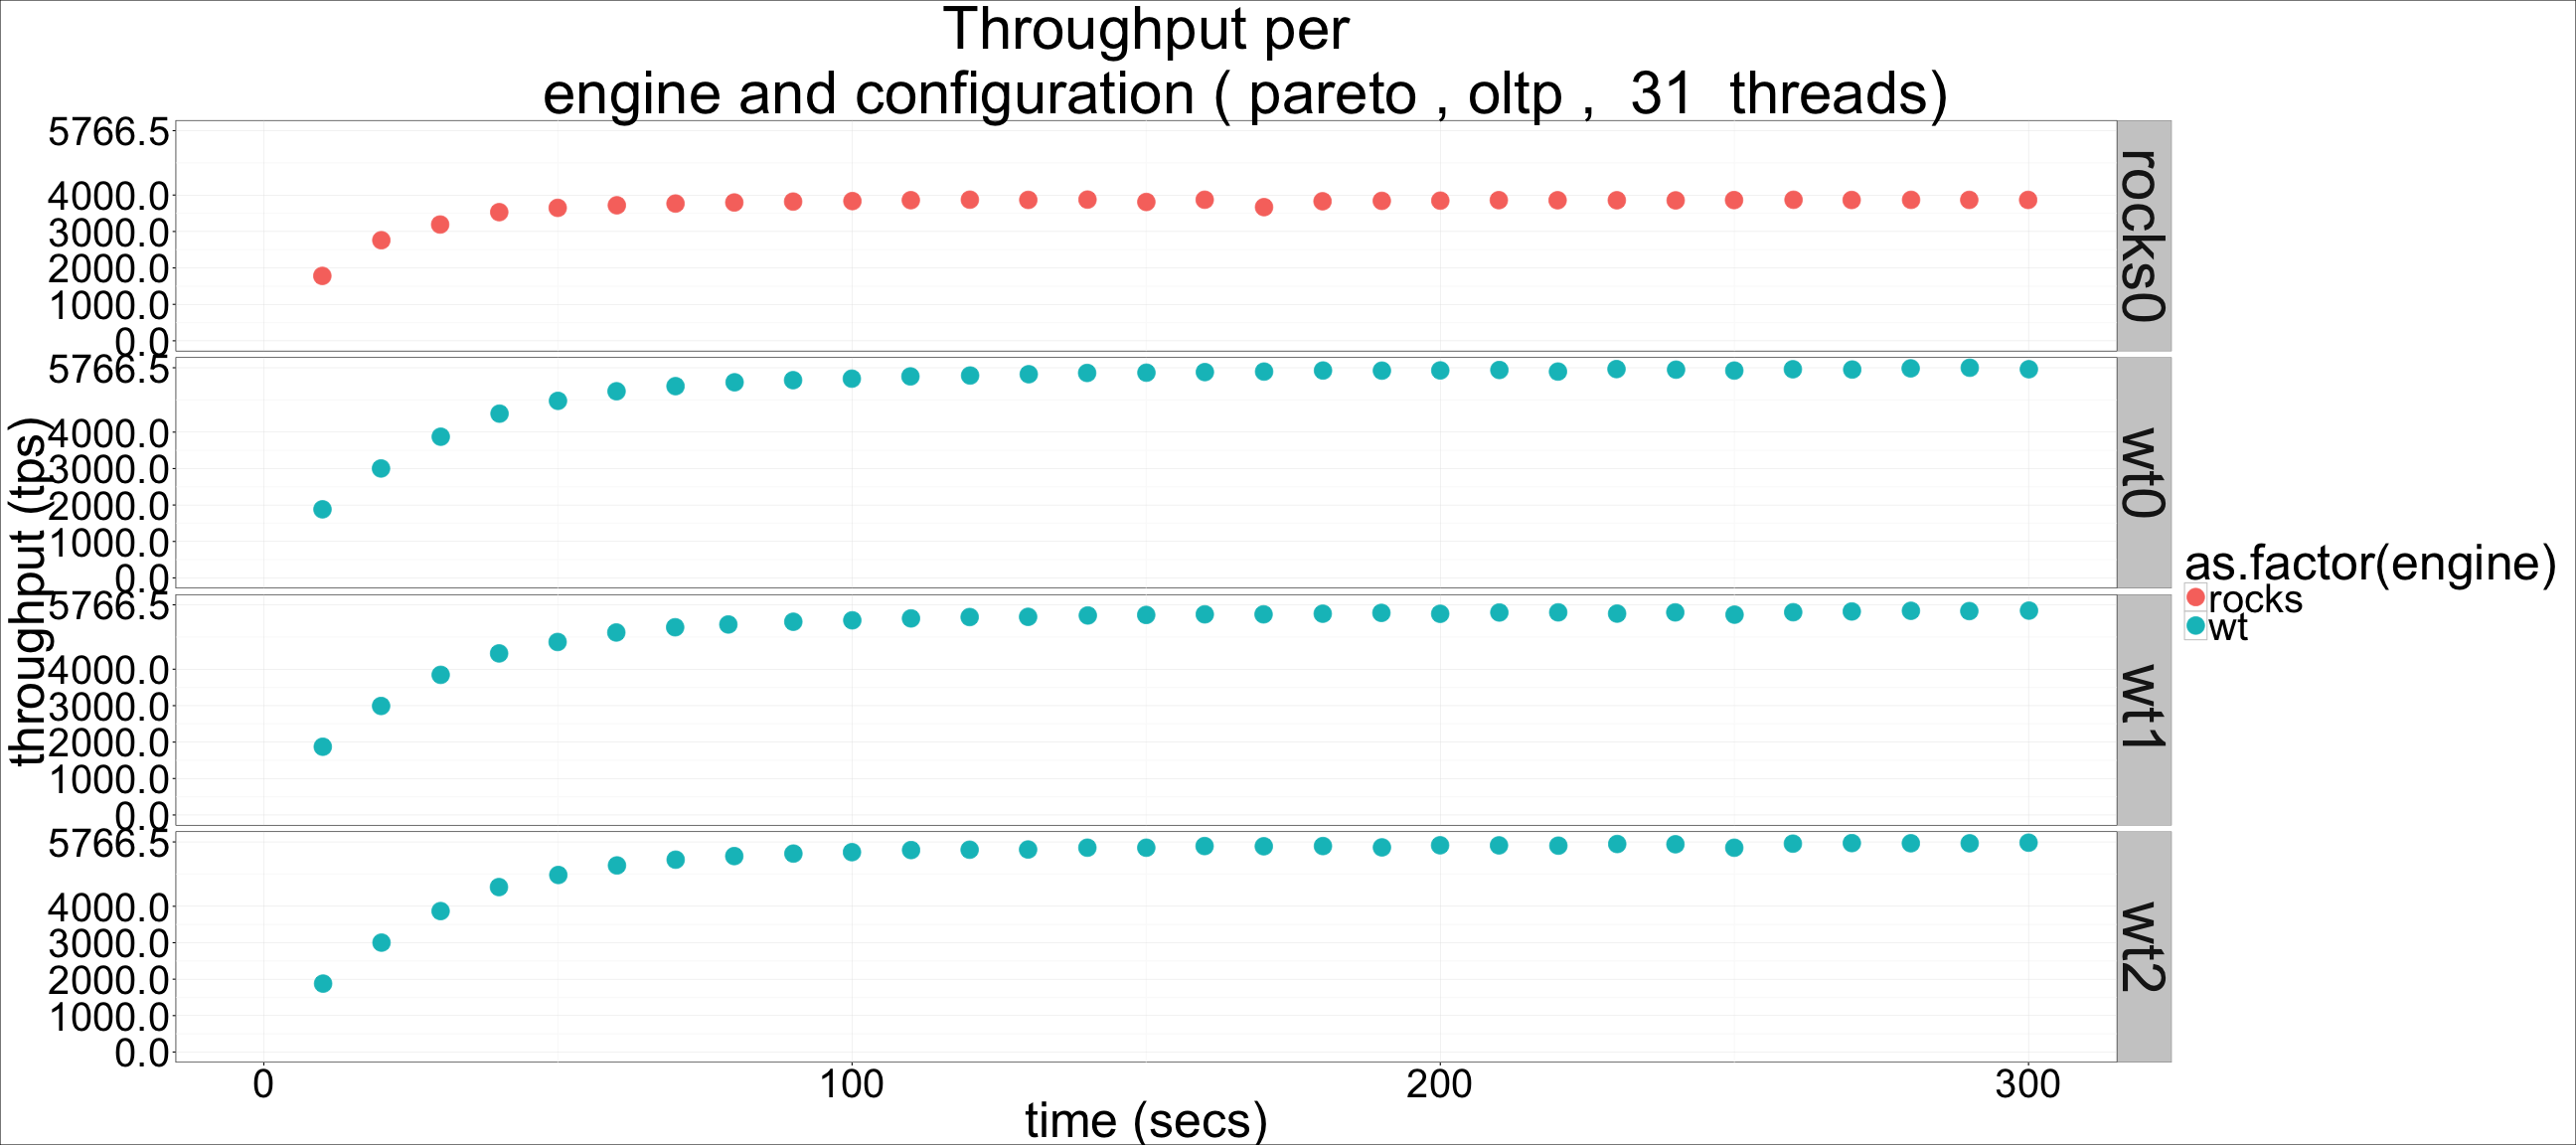 Throughput per
engine and configuration ( pareto , oltp ,  31  threads)
throughput (tps)
5766.5
4000.0
3000.0
2000.0
1000.0
0.0
rocks0
5766.5
4000.0
3000.0
2000.0
1000.0
0.0
wt0
5766.5
4000.0
3000.0
2000.0
1000.0
0.0
wt1
5766.5
4000.0
3000.0
2000.0
1000.0
0.0
wt2
0 100 200 300
time (secs)
as.factor(engine)
rocks
wt